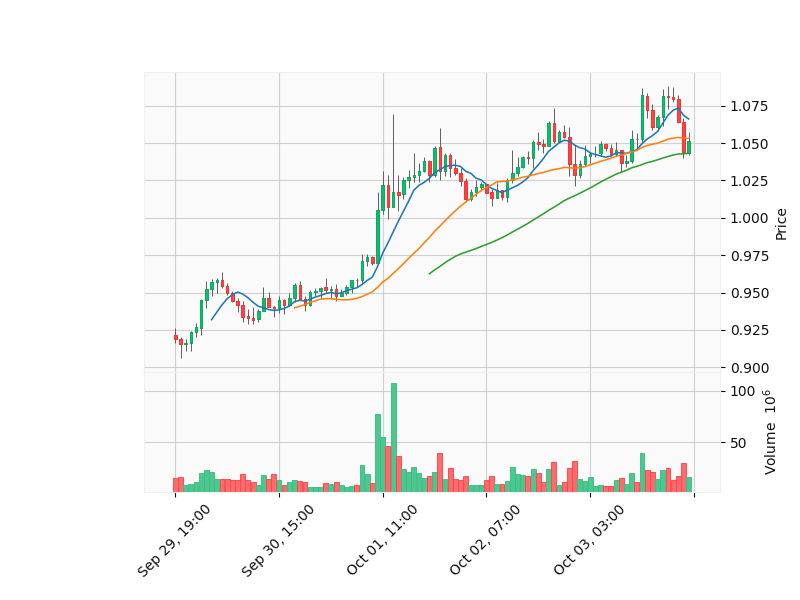 1.075
1.050
1.025
1.000
0.975
0.950
0.925
0.900
Price
100
50
Volume 10⁶
Sep 29, 19:00
Sep 30, 15:00
Oct 01, 11:00
Oct 02, 07:00
Oct 03, 03:00